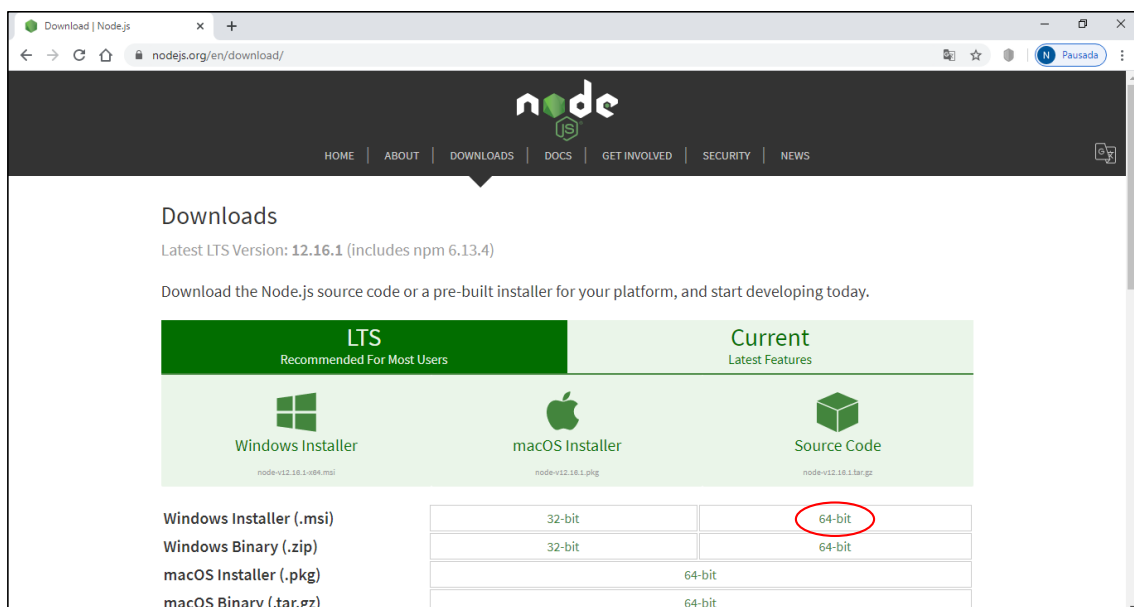 Download | Node.js
nodejs.org/en/download/
N Pausada
node
JS
HOME ABOUT DOWNLOADS DOCS GET INVOLVED SECURITY NEWS
Downloads
Latest LTS Version: 12.16.1 (includes npm 6.13.4)
Download the Node.js source code or a pre-built installer for your platform, and start developing today.
LTS Current
Recommended For Most Users Latest Features
Windows Installer macOS Installer Source Code
node-v12.16.1-x64.msi node-v12.16.1.pkg node-v12.16.1.tar.gz
Windows Installer (.msi) 32-bit 64-bit
Windows Binary (.zip) 32-bit 64-bit
macOS Installer (.pkg) 64-bit
macOS Binary (.tar.gz) 64-bit